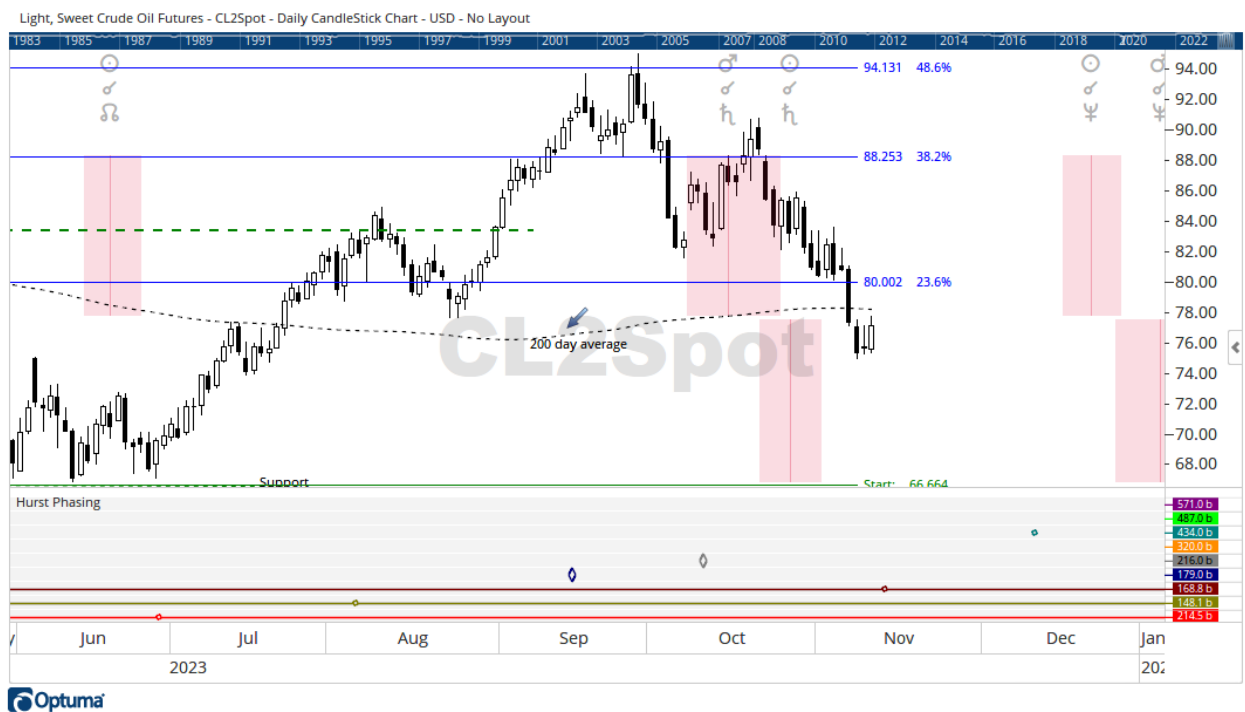 Light, Sweet Crude Oil Futures - CL2Spot - Daily CandleStick Chart - USD - No Layout
1983 1985 1987 1989 1991 1993 1995 1997 1999 2001 2003 2005 2007 2008 2010 2012 2014 2016 2018 2020 2022
94.131 48.6%
94.00
92.00
90.00
88.253 38.2%
88.00
86.00
84.00
82.00
80.002 23.6%
80.00
78.00
CL2Spot
200 day average
76.00
74.00
72.00
70.00
68.00
Support
Start: 66.664
Hurst Phasing
571.0 b
487.0 b
434.0 b
320.0 b
216.0 b
179.0 b
168.8 b
148.1 b
214.5 b
Jun Jul Aug Sep Oct Nov Dec Jan
2023
Optuma